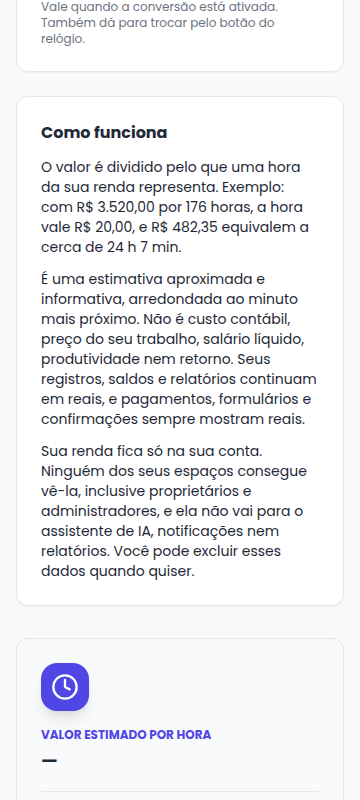 Vale quando a conversão está ativada.
Também dá para trocar pelo botão do
relógio.
Como funciona
O valor é dividido pelo que uma hora
da sua renda representa. Exemplo:
com R$ 3.520,00 por 176 horas, a hora
vale R$ 20,00, e R$ 482,35 equivalem a
cerca de 24 h 7 min.
É uma estimativa aproximada e
informativa, arredondada ao minuto
mais próximo. Não é custo contábil,
preço do seu trabalho, salário líquido,
produtividade nem retorno. Seus
registros, saldos e relatórios continuam
em reais, e pagamentos, formulários e
confirmações sempre mostram reais.
Sua renda fica só na sua conta.
Ninguém dos seus espaços consegue
vê-la, inclusive proprietários e
administradores, e ela não vai para o
assistente de IA, notificações nem
relatórios. Você pode excluir esses
dados quando quiser.
VALOR ESTIMADO POR HORA
—